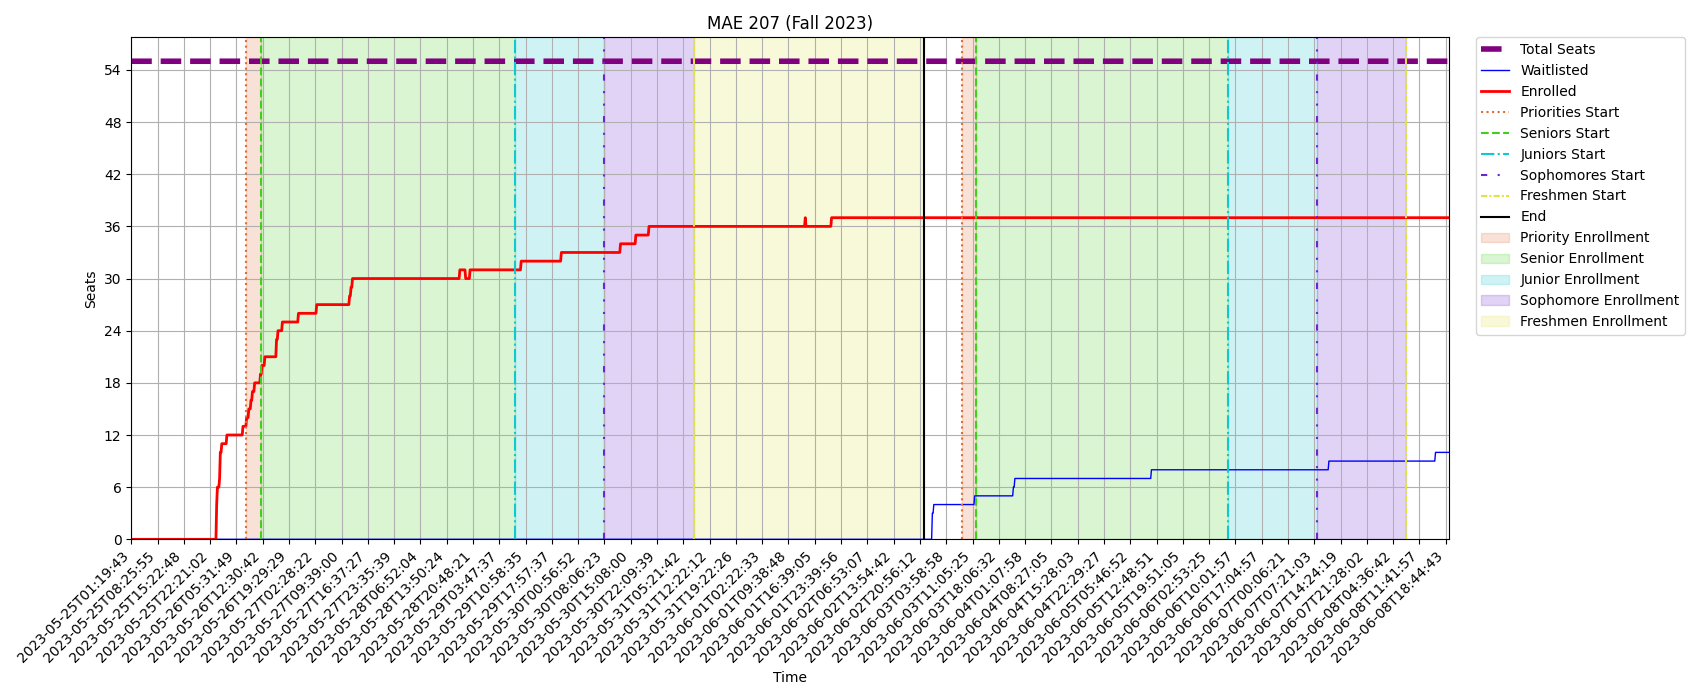 MAE 207 (Fall 2023)
Seats
54
48
42
36
30
24
18
12
6
0
2023-05-25T01:19:43
2023-05-25T08:25:55
2023-05-25T15:22:48
2023-05-25T22:21:02
2023-05-26T05:31:49
2023-05-26T12:30:42
2023-05-26T19:29:29
2023-05-27T02:28:22
2023-05-27T09:39:00
2023-05-27T16:37:27
2023-05-27T23:35:39
2023-05-28T06:52:04
2023-05-28T13:50:24
2023-05-28T20:48:21
2023-05-29T03:47:37
2023-05-29T10:58:35
2023-05-29T17:57:37
2023-05-30T00:56:52
2023-05-30T08:06:23
2023-05-30T15:08:00
2023-05-30T22:09:39
2023-05-31T05:21:42
2023-05-31T12:22:12
2023-05-31T19:22:26
2023-06-01T02:22:33
2023-06-01T09:38:48
2023-06-01T16:39:05
2023-06-01T23:39:56
2023-06-02T06:53:07
2023-06-02T13:54:42
2023-06-02T20:56:12
2023-06-03T03:58:58
2023-06-03T11:05:25
2023-06-03T18:06:32
2023-06-04T01:07:58
2023-06-04T08:27:05
2023-06-04T15:28:03
2023-06-04T22:29:27
2023-06-05T05:46:52
2023-06-05T12:48:51
2023-06-05T19:51:05
2023-06-06T02:53:25
2023-06-06T10:01:57
2023-06-06T17:04:57
2023-06-07T00:06:21
2023-06-07T07:21:03
2023-06-07T14:24:19
2023-06-07T21:28:02
2023-06-08T04:36:42
2023-06-08T11:41:57
2023-06-08T18:44:43
Time
Total Seats
Waitlisted
Enrolled
Priorities Start
Seniors Start
Juniors Start
Sophomores Start
Freshmen Start
End
Priority Enrollment
Senior Enrollment
Junior Enrollment
Sophomore Enrollment
Freshmen Enrollment